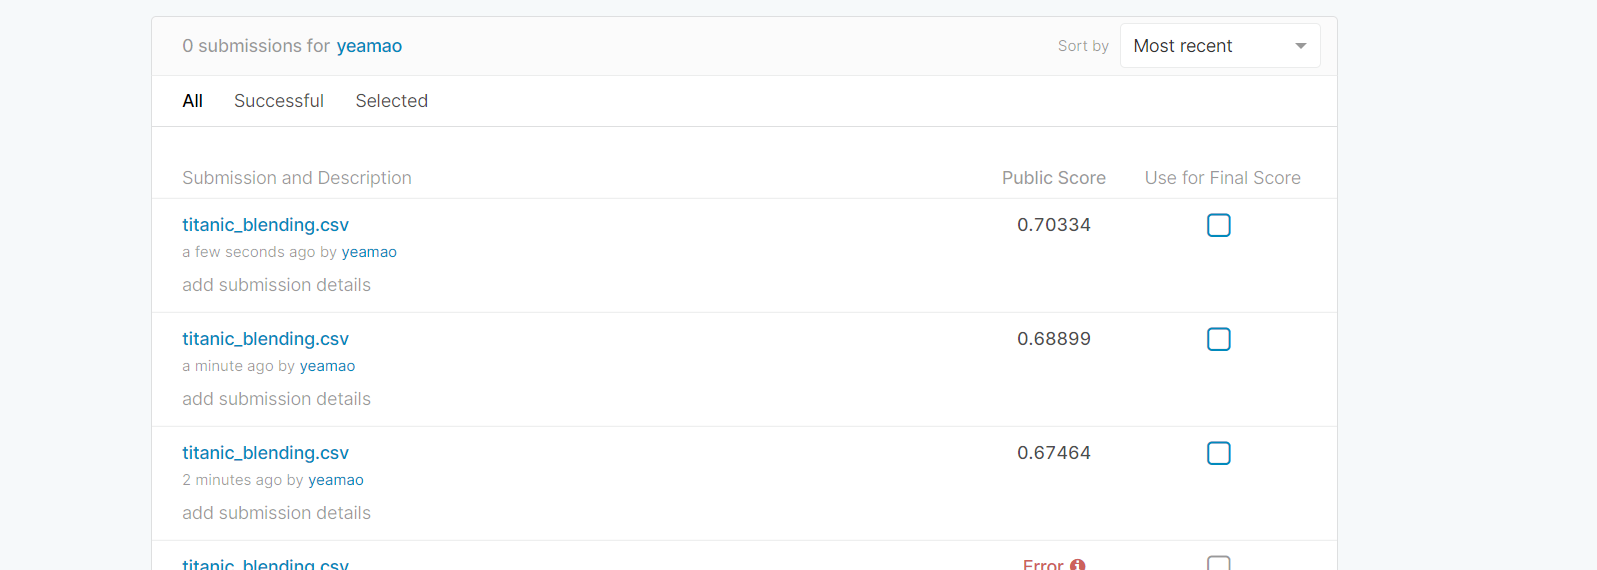 0 submissions for yeamao
Sort by Most recent
All Successful Selected
Submission and Description Public Score Use for Final Score
titanic_blending.csv 0.70334
a few seconds ago by yeamao
add submission details
titanic_blending.csv 0.68899
a minute ago by yeamao
add submission details
titanic_blending.csv 0.67464
2 minutes ago by yeamao
add submission details
titanic_blending.csv Error